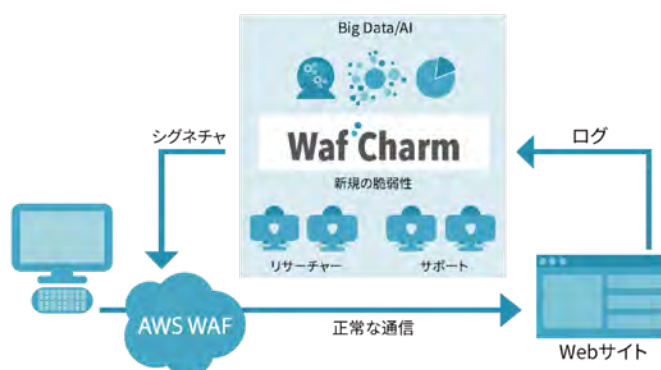 Big Data/AI
シグネチャ
WafCharm
ログ
新規の脆弱性
リサーチャー
サポート
AWS WAF
正常な通信
Webサイト